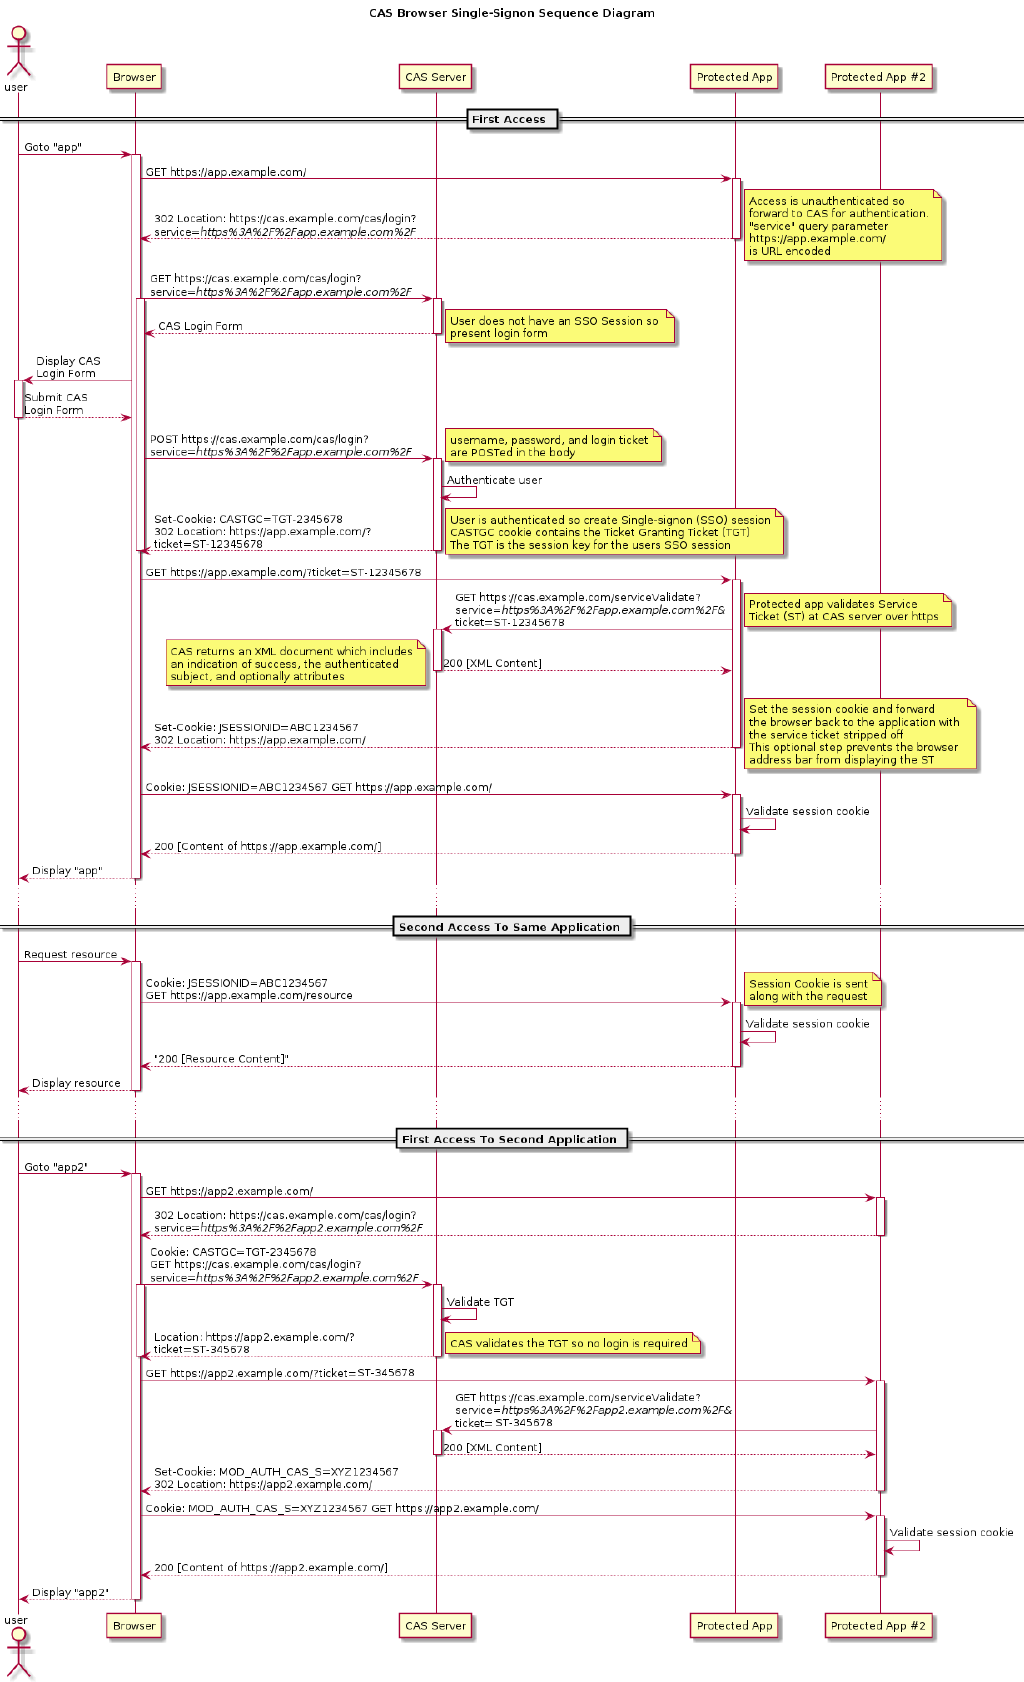 CAS Browser Single-Signon Sequence Diagram
user
Browser
CAS Server
Protected App
Protected App #2
First Access
Goto "app"
GET https://app.example.com/
Access is unauthenticated so
forward to CAS for authentication.
"service" query parameter
https://app.example.com/
is URL encoded
302 Location: https://cas.example.com/cas/login?
service=https%3A%2F%2Fapp.example.com%2F
GET https://cas.example.com/cas/login?
service=https%3A%2F%2Fapp.example.com%2F
User does not have an SSO Session so
present login form
CAS Login Form
Display CAS
Login Form
Submit CAS
Login Form
POST https://cas.example.com/cas/login?
service=https%3A%2F%2Fapp.example.com%2F
username, password, and login ticket
are POSTed in the body
Authenticate user
Set-Cookie: CASTGC=TGT-2345678
302 Location: https://app.example.com/?
ticket=ST-12345678
User is authenticated so create Single-signon (SSO) session
CASTGC cookie contains the Ticket Granting Ticket (TGT)
The TGT is the session key for the users SSO session
GET https://app.example.com/?ticket=ST-12345678
GET https://cas.example.com/serviceValidate?
service=https%3A%2F%2Fapp.example.com%2F&
ticket=ST-12345678
Protected app validates Service
Ticket (ST) at CAS server over https
CAS returns an XML document which includes
an indication of success, the authenticated
subject, and optionally attributes
200 [XML Content]
Set-Cookie: JSESSIONID=ABC1234567
302 Location: https://app.example.com/
Set the session cookie and forward
the browser back to the application with
the service ticket stripped off
This optional step prevents the browser
address bar from displaying the ST
Cookie: JSESSIONID=ABC1234567 GET https://app.example.com/
Validate session cookie
200 [Content of https://app.example.com/]
Display "app"
Second Access To Same Application
Request resource
Cookie: JSESSIONID=ABC1234567
GET https://app.example.com/resource
Session Cookie is sent
along with the request
Validate session cookie
"200 [Resource Content]"
Display resource
First Access To Second Application
Goto "app2"
GET https://app2.example.com/
302 Location: https://cas.example.com/cas/login?
service=https%3A%2F%2Fapp2.example.com%2F
Cookie: CASTGC=TGT-2345678
GET https://cas.example.com/cas/login?
service=https%3A%2F%2Fapp2.example.com%2F
Validate TGT
Location: https://app2.example.com/?
ticket=ST-345678
CAS validates the TGT so no login is required
GET https://app2.example.com/?ticket=ST-345678
GET https://cas.example.com/serviceValidate?
service=https%3A%2F%2Fapp2.example.com%2F&
ticket= ST-345678
200 [XML Content]
Set-Cookie: MOD_AUTH_CAS_S=XYZ1234567
302 Location: https://app2.example.com/
Cookie: MOD_AUTH_CAS_S=XYZ1234567 GET https://app2.example.com/
Validate session cookie
200 [Content of https://app2.example.com/]
Display "app2"
user
Browser
CAS Server
Protected App
Protected App #2